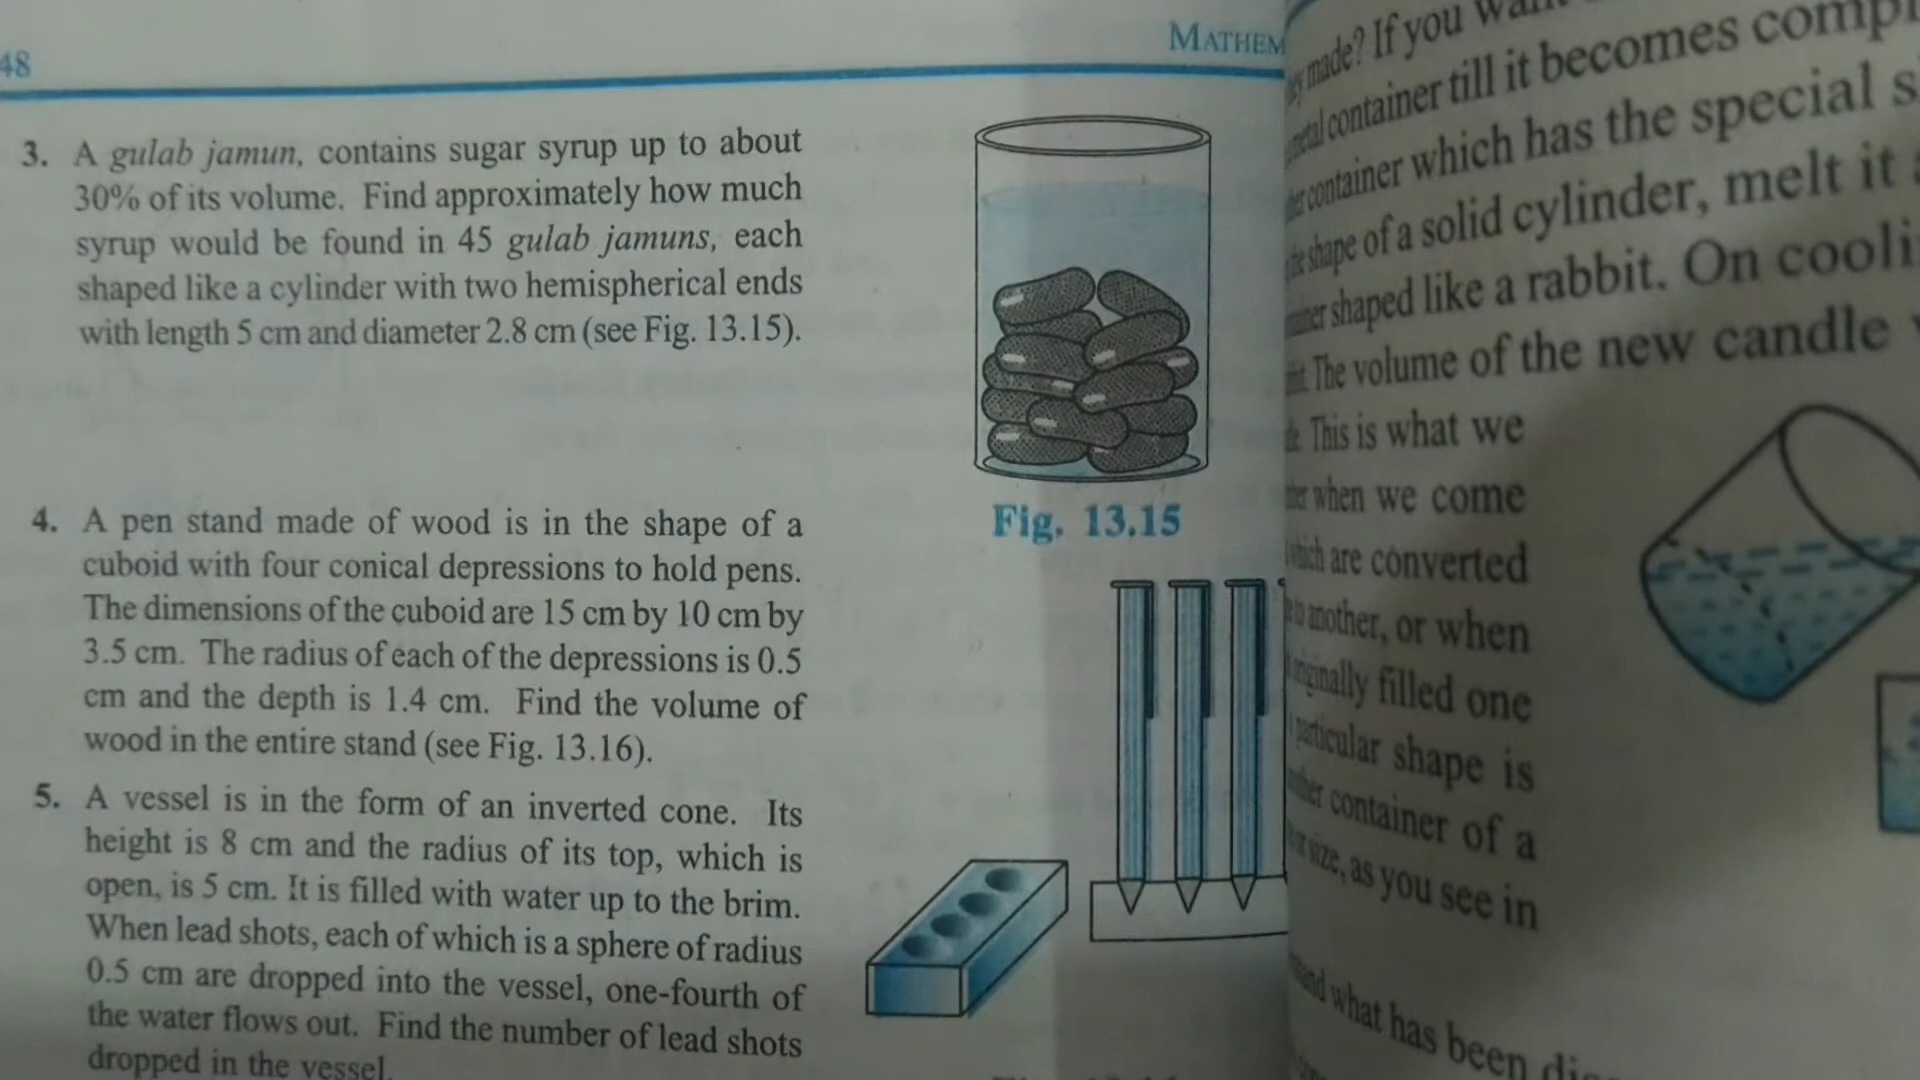 48
MATHEM
3. A gulab jamun, contains sugar syrup up to about
30% of its volume. Find approximately how much
syrup would be found in 45 gulab jamuns, each
shaped like a cylinder with two hemispherical ends
with length 5 cm and diameter 2.8 cm (see Fig. 13.15).
Fig. 13.15
4. A pen stand made of wood is in the shape of a
cuboid with four conical depressions to hold pens.
The dimensions of the cuboid are 15 cm by 10 cm by
3.5 cm. The radius of each of the depressions is 0.5
cm and the depth is 1.4 cm. Find the volume of
wood in the entire stand (see Fig. 13.16).
5. A vessel is in the form of an inverted cone. Its
height is 8 cm and the radius of its top, which is
open, is 5 cm. It is filled with water up to the brim.
When lead shots, each of which is a sphere of radius
0.5 cm are dropped into the vessel, one-fourth of
the water flows out. Find the number of lead shots
dropped in the vessel.
made? If you
container till it becomes
container which has the special
shape of a solid cylinder, melt it
shaped like a rabbit. On
The volume of the new candle
This is what we
when we come
which are converted
another, or when
filled one
particular shape is
container of a
size, as you see in
what has been